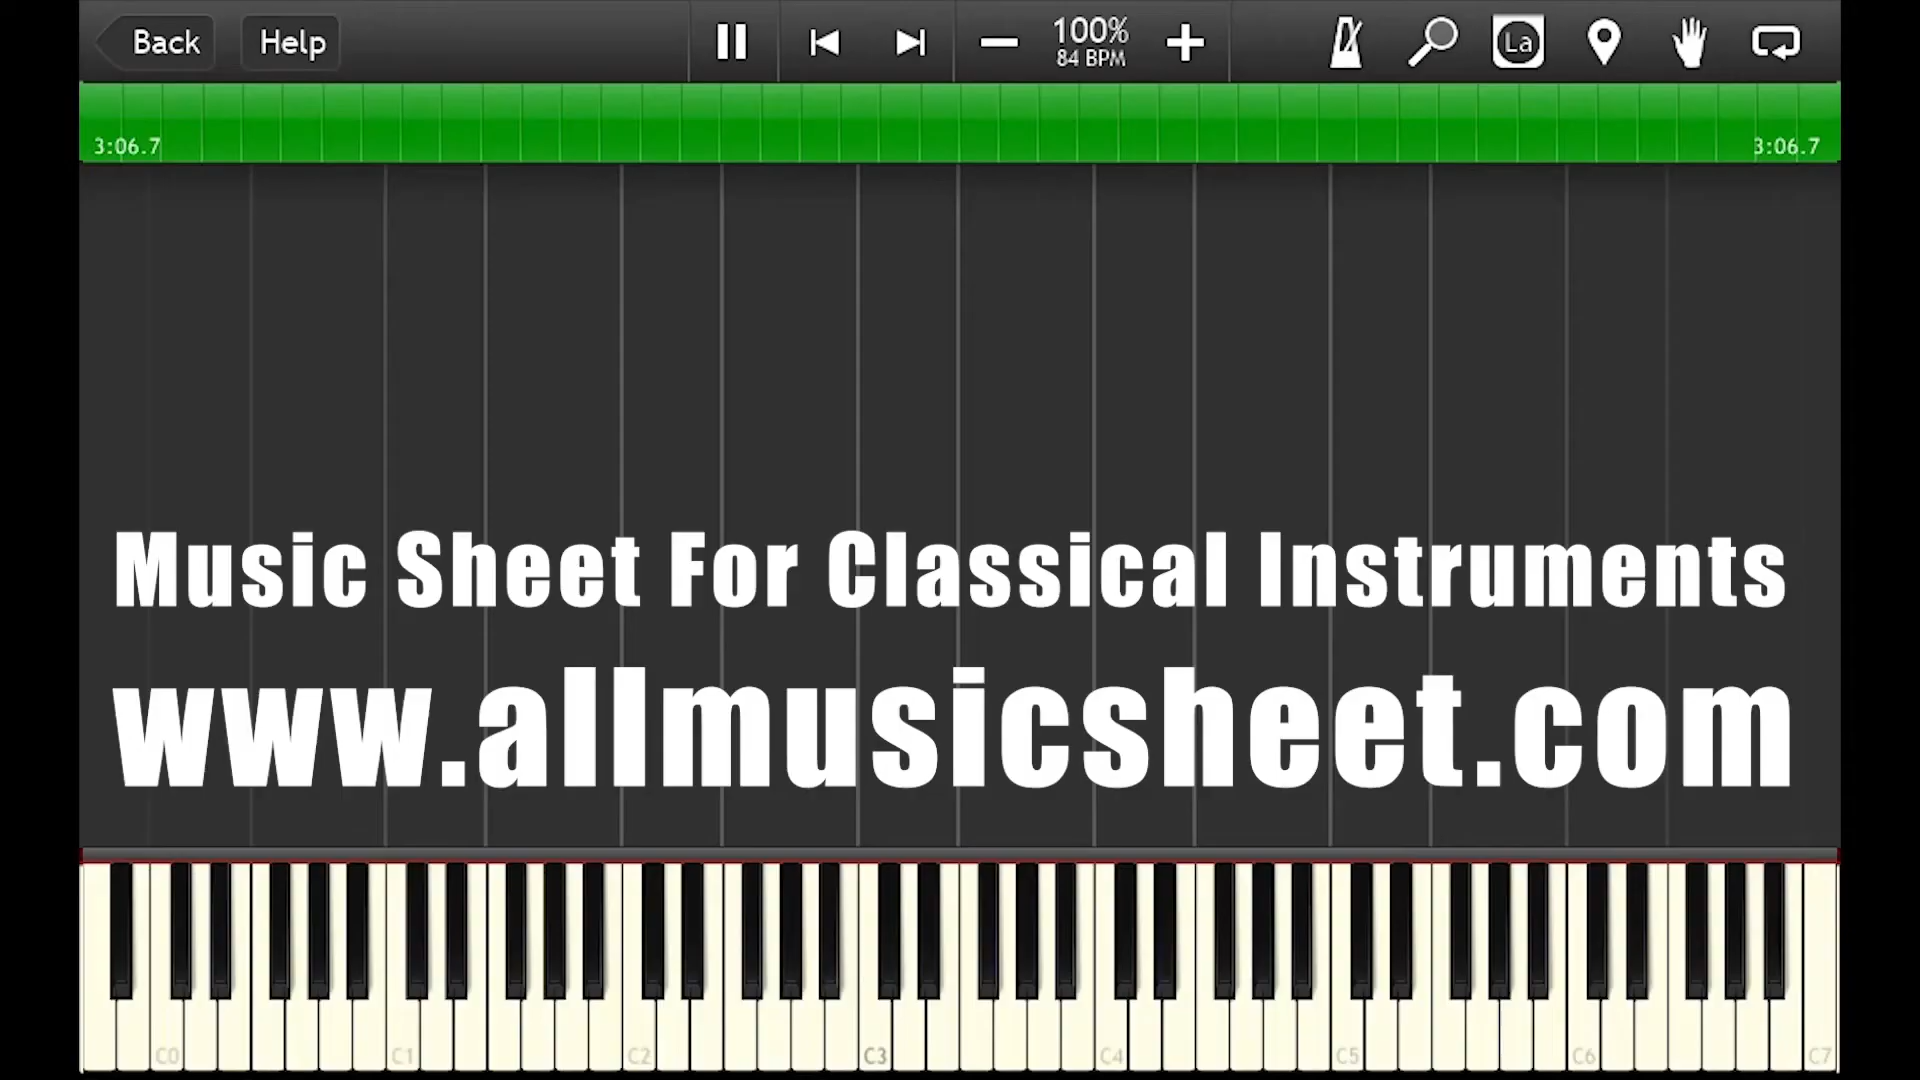 Back Help 100% La
84 BPM
3:06.7 3:06.7
Music Sheet For Classical Instruments
www.allmusicsheet.com
C0 C1 C2 C3 C4 C5 C6 C7